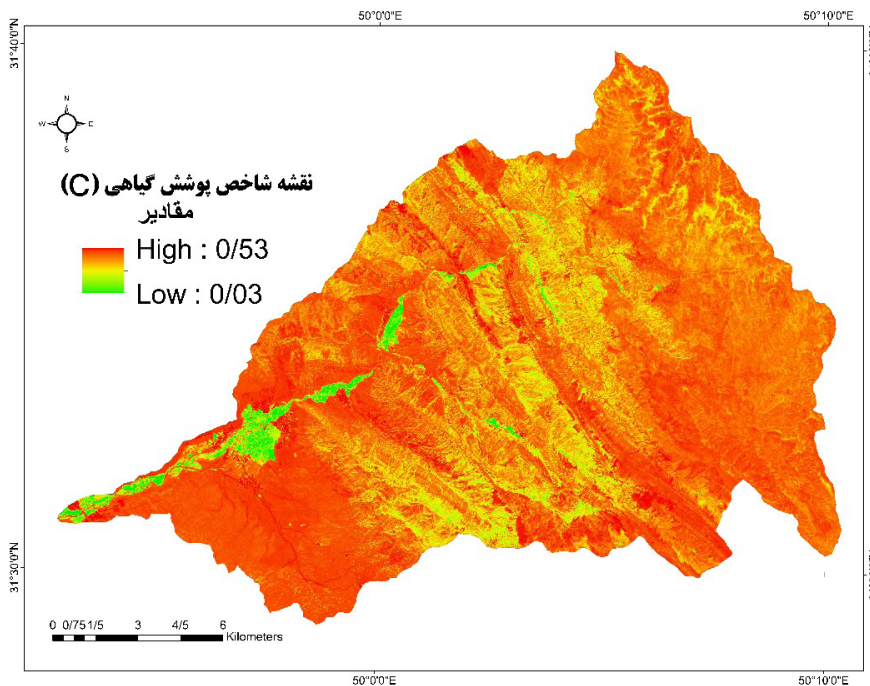 50°0'0"E
50°10'0"E
31°40'0"N
N
W
E
S
نقشه شاخص پوشش گیاهی (C)
مقادیر
High : 0/53
Low : 0/03
31°30'0"N
0 0/75 1/5 3 4/5 6
Kilometers
50°0'0"E
50°10'0"E